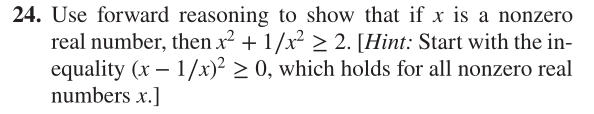 24. Use forward reasoning to show that if x is a nonzero
real number, then x² + 1/x² ≥ 2. [Hint: Start with the in-
equality (x − 1/x)² ≥ 0, which holds for all nonzero real
numbers x.]